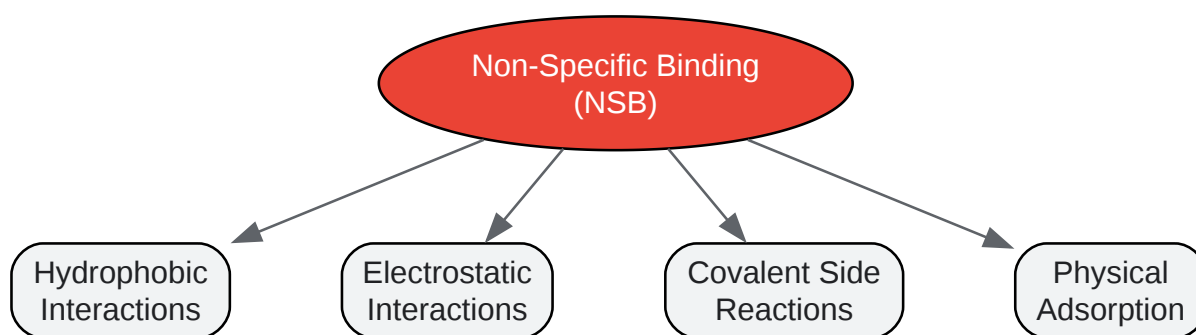 Non-Specific Binding
(NSB)
Hydrophobic
Interactions
Electrostatic
Interactions
Covalent Side
Reactions
Physical
Adsorption